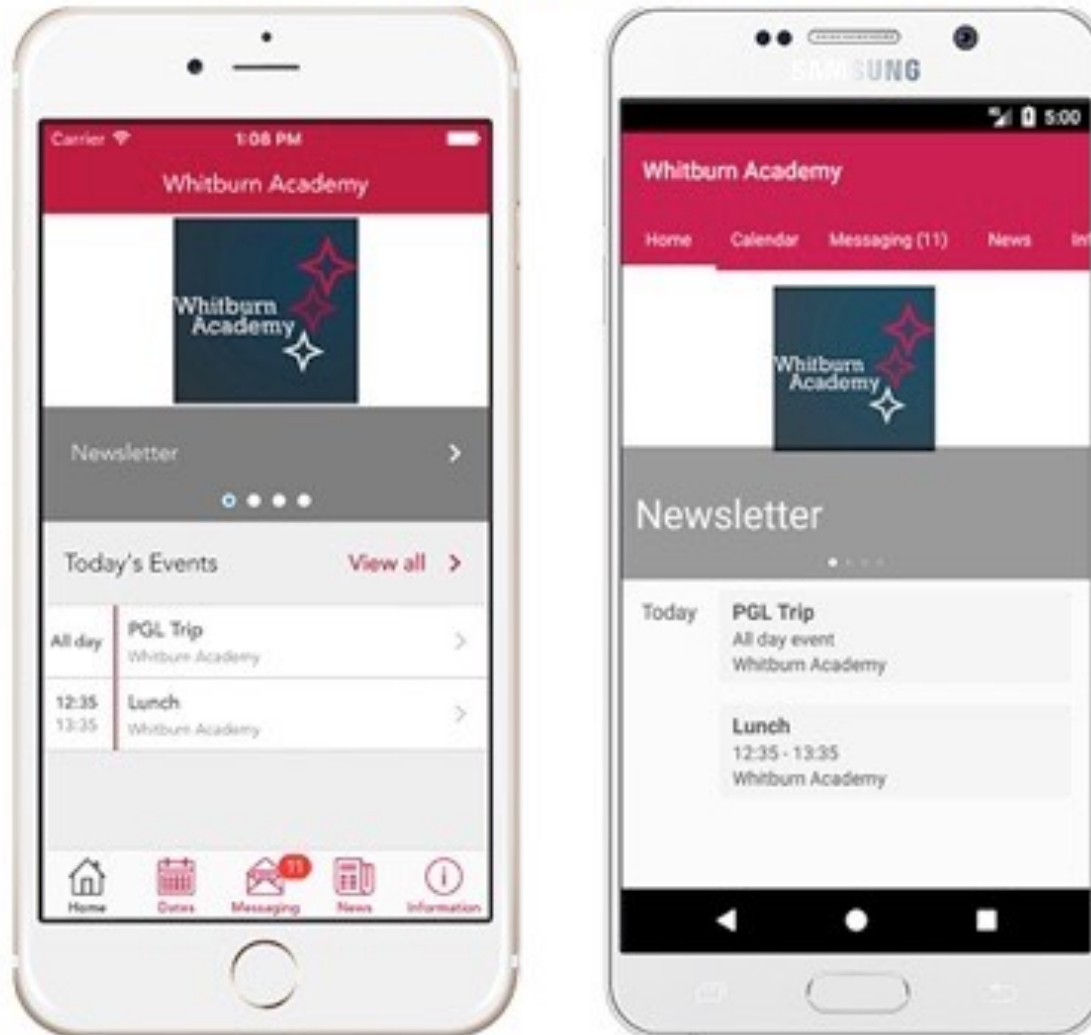 Carrier 1:08 PM
Whitburn Academy
Whitburn
Academy
Newsletter
Today's Events View all
All day PGL Trip
Whitburn Academy
12:35 Lunch
13:35 Whitburn Academy
11
Home Dates Messaging News Information
SAMSUNG
5:00
Whitburn Academy
Home Calendar Messaging (11) News Inf
Whitburn
Academy
Newsletter
Today PGL Trip
All day event
Whitburn Academy
Lunch
12:35 - 13:35
Whitburn Academy